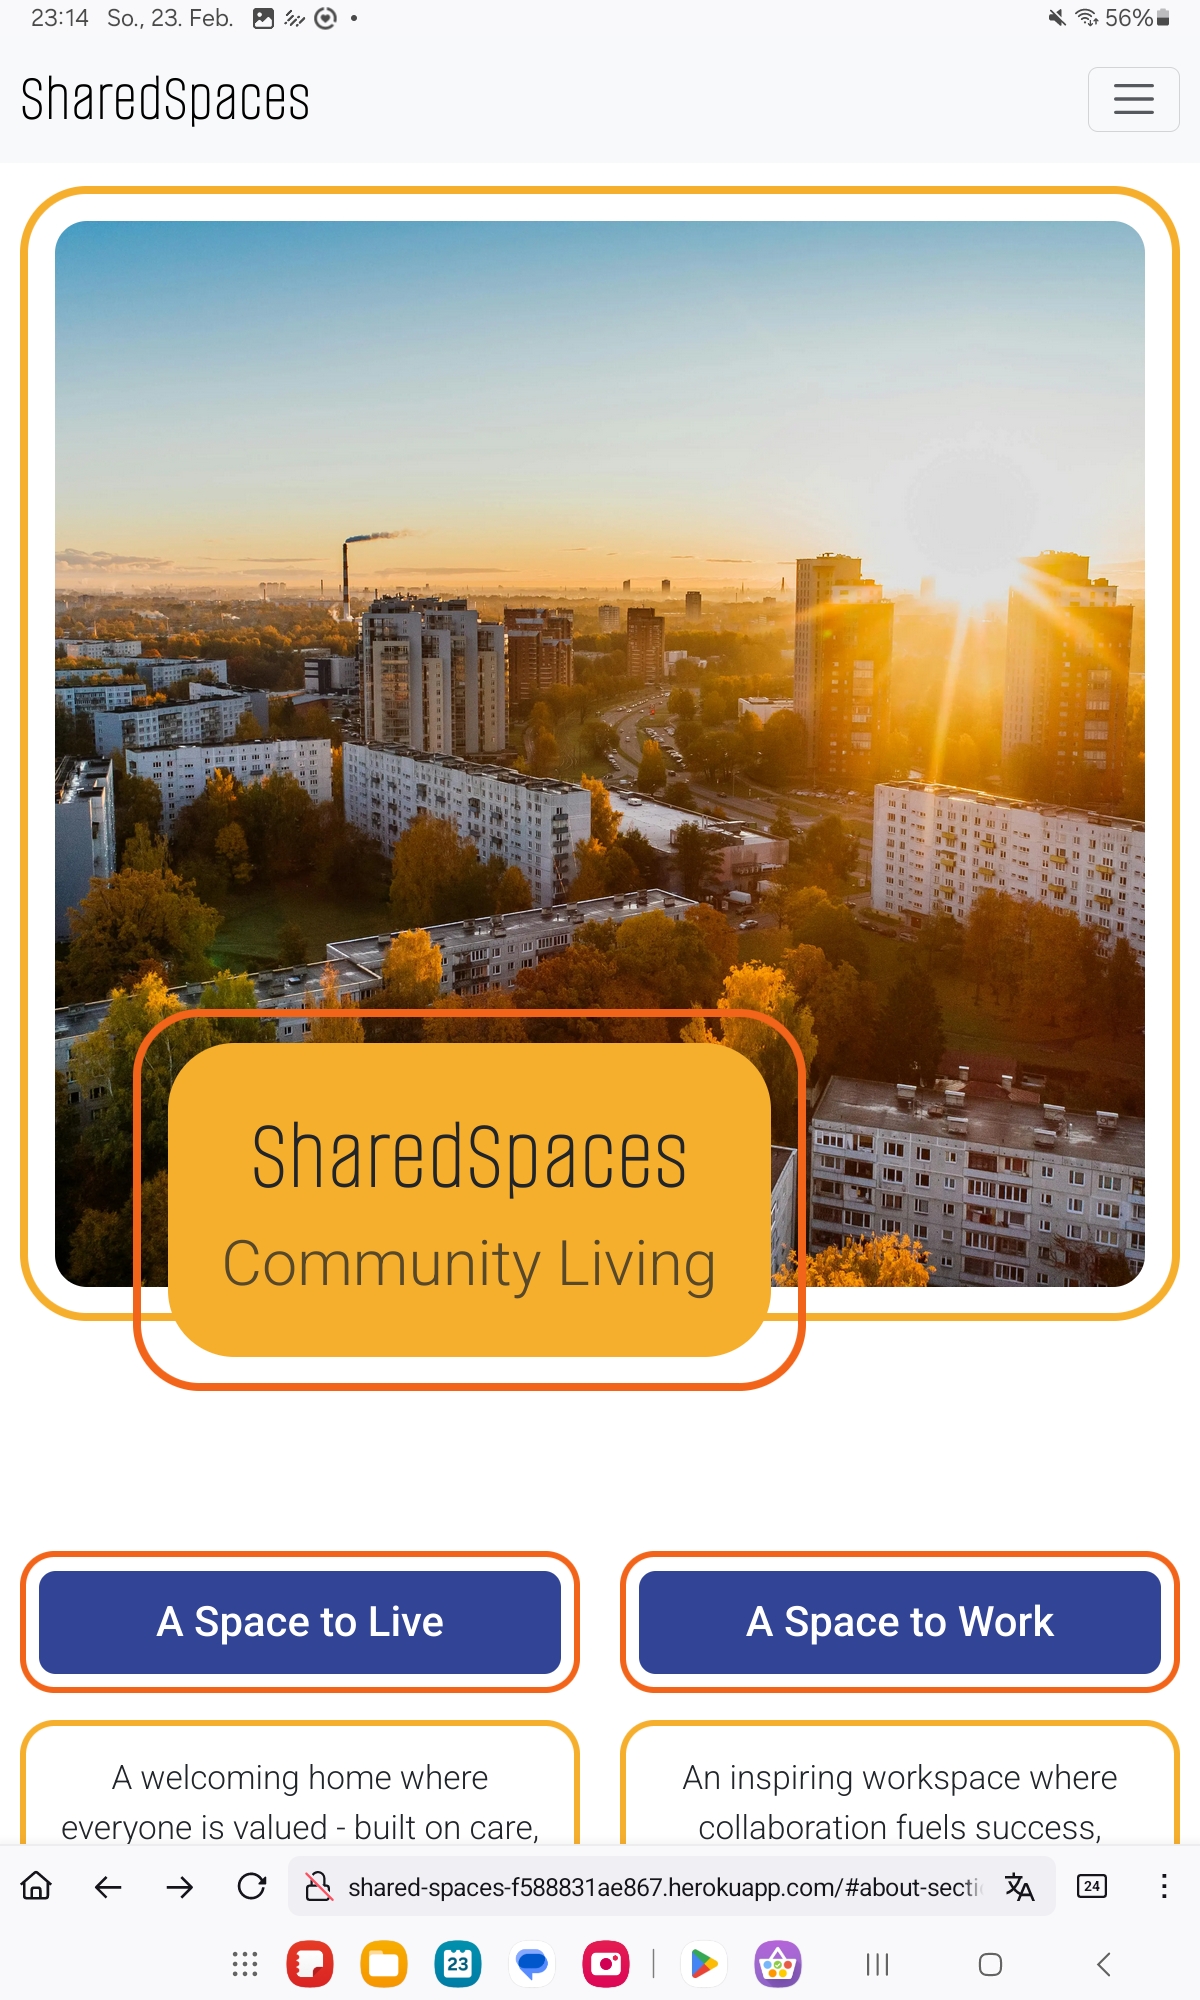 23:14 So., 23. Feb. 56%
SharedSpaces
SharedSpaces
Community Living
A Space to Live
A Space to Work
A welcoming home where
everyone is valued - built on care,
An inspiring workspace where
collaboration fuels success,
shared-spaces-f588831ae867.herokuapp.com/#about-secti
24
23